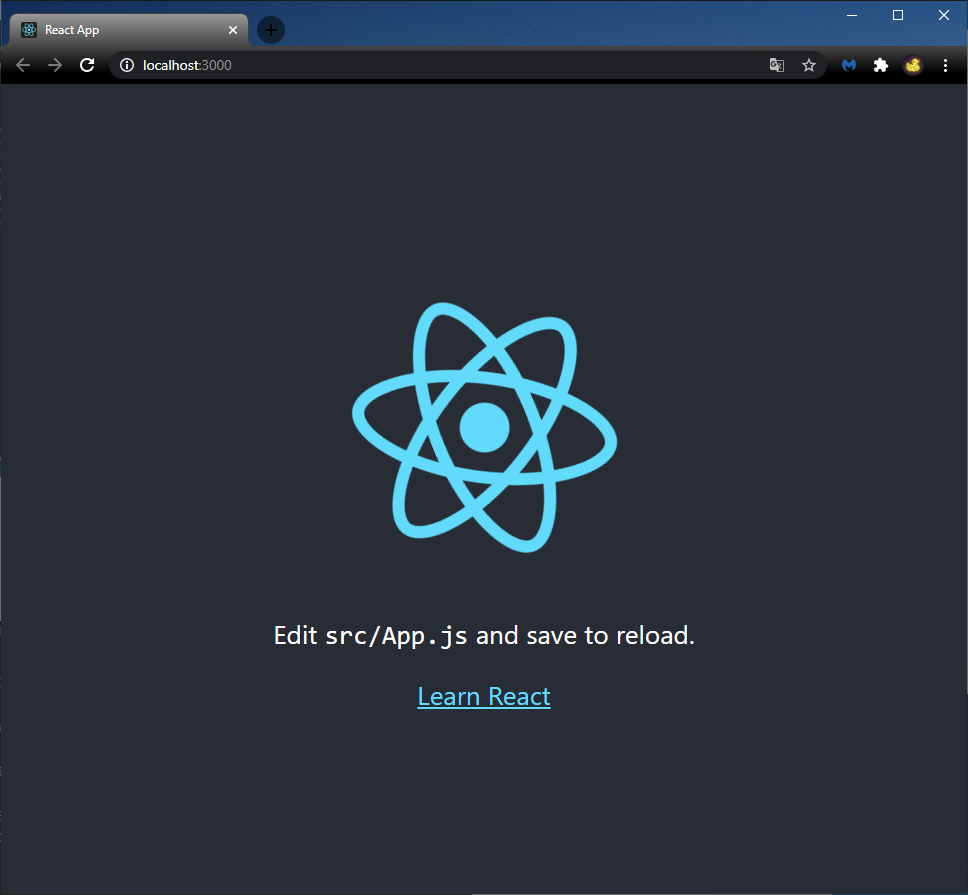 React App
localhost:3000
Edit src/App.js and save to reload.
Learn React